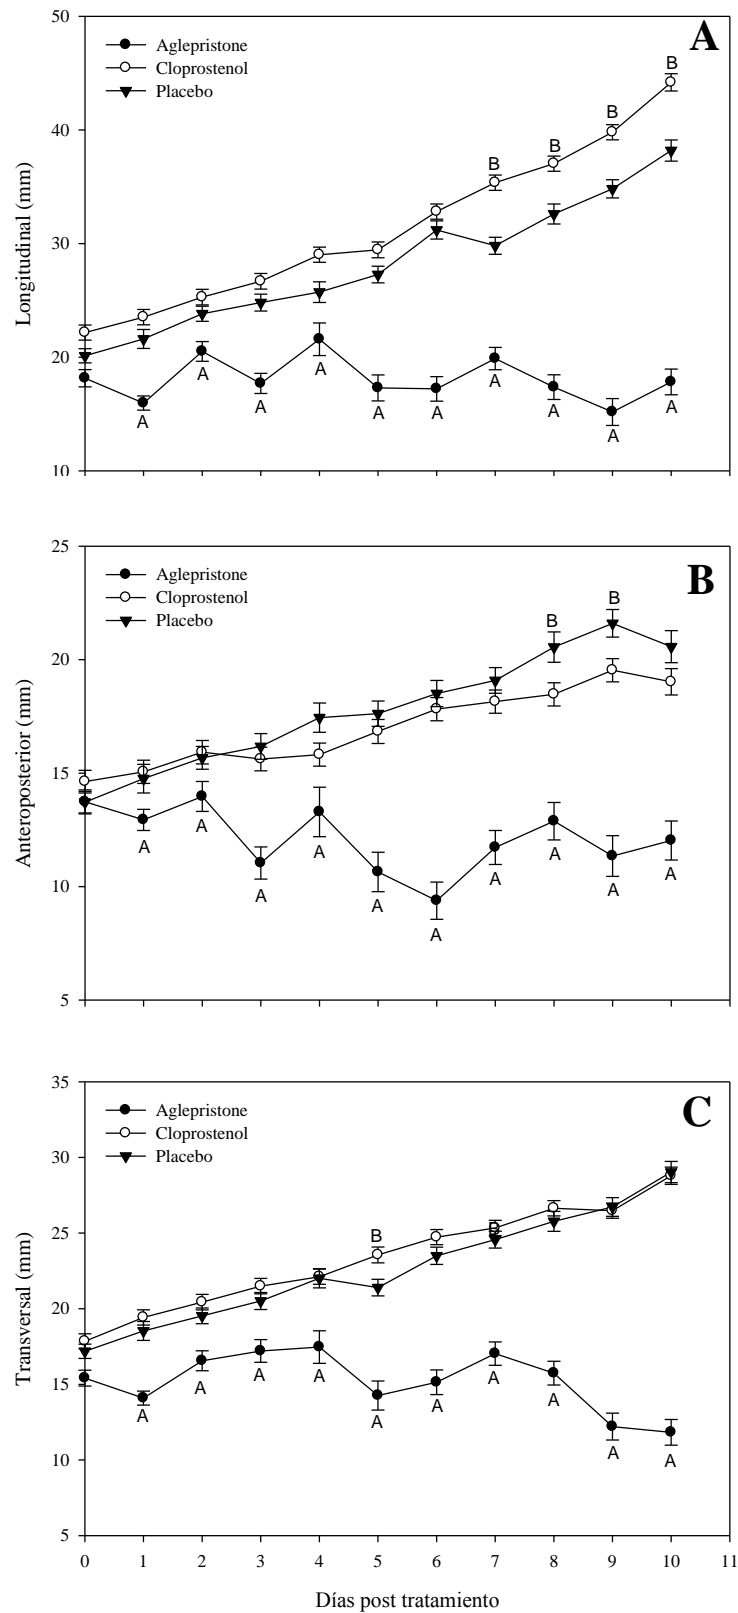 50
A
Aglepristone
Cloprostenol
Placebo
B
B
B
B
40
Longitudinal (mm)
30
20
A
A
A
A
A
A
A
A
A
A
10
25
B
Aglepristone
Cloprostenol
Placebo
B
B
20
Anteroposterior (mm)
15
A
A
A
A
A
A
A
A
A
A
10
5
35
C
Aglepristone
Cloprostenol
Placebo
30
B
B
25
Transversal (mm)
20
15
A
A
A
A
A
A
A
A
A
A
10
5
0 1 2 3 4 5 6 7 8 9 10 11
Días post tratamiento